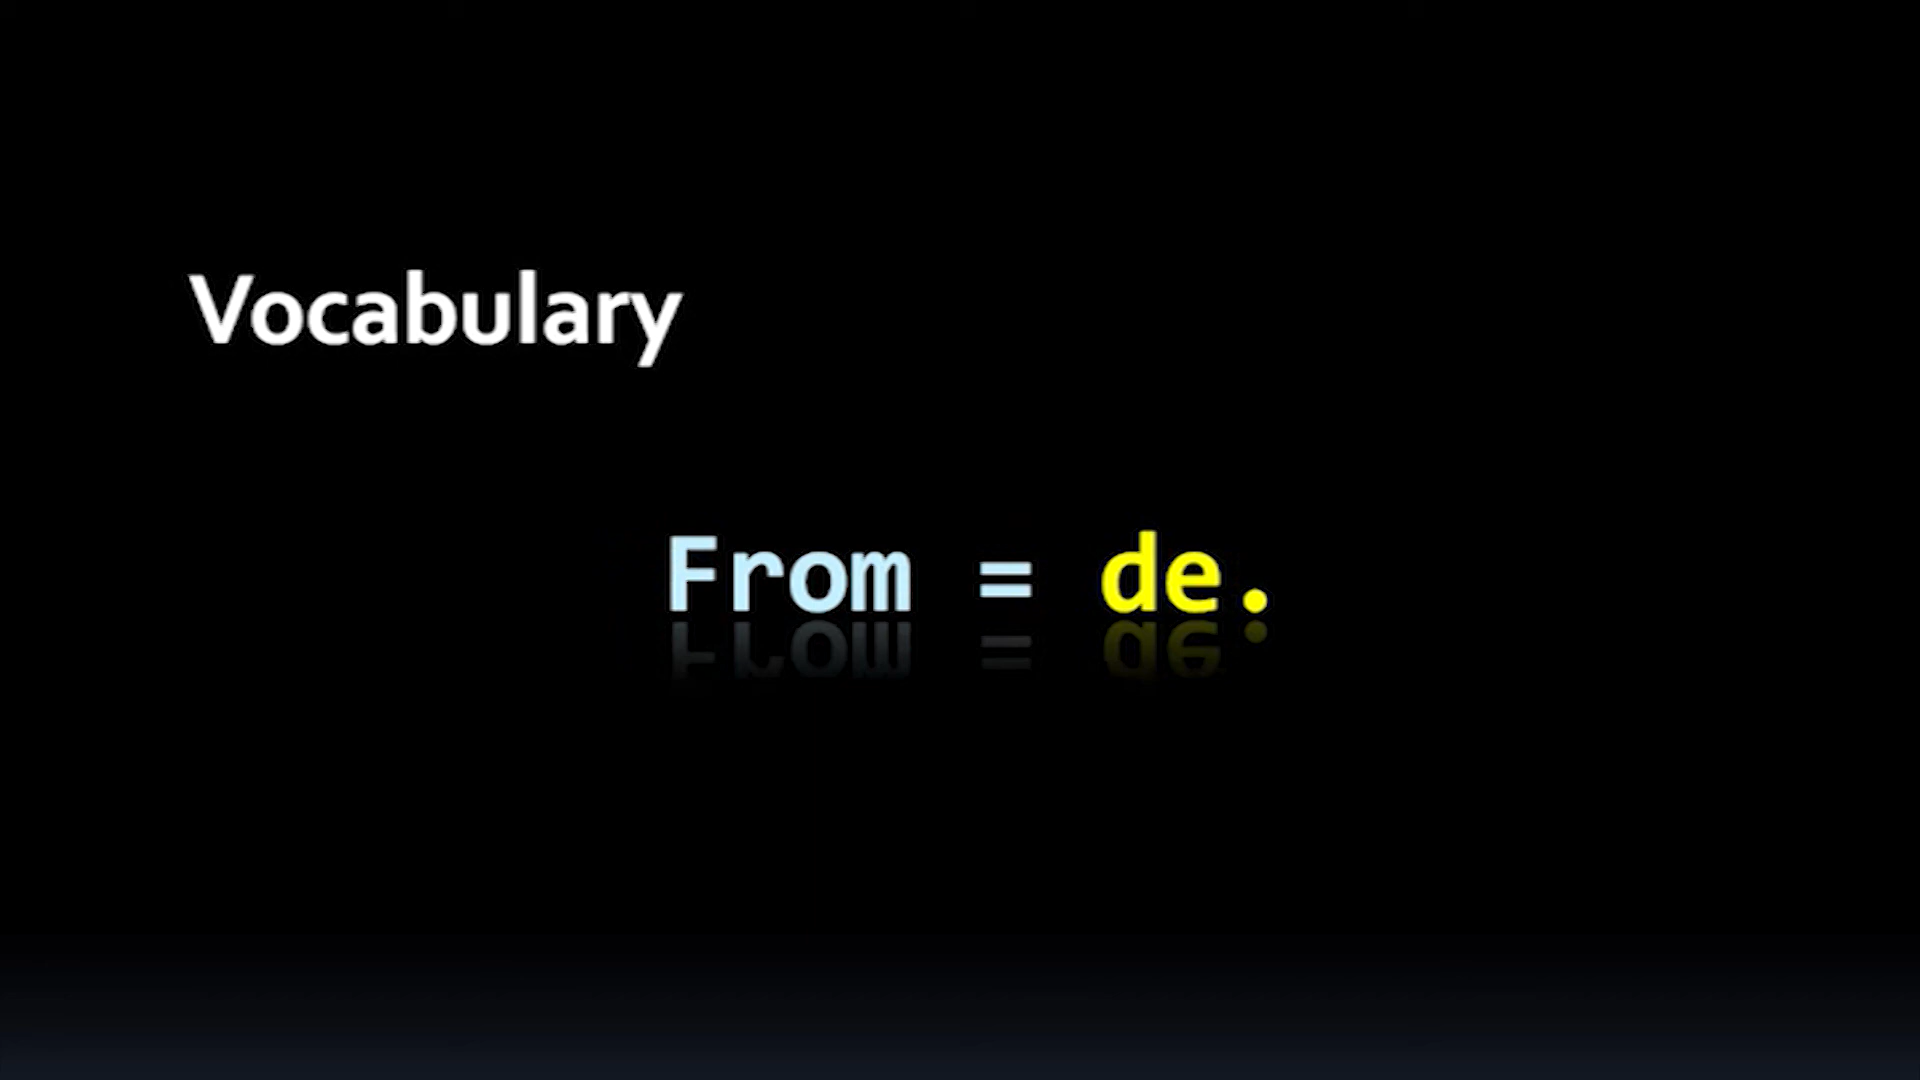 Vocabulary
From = de.